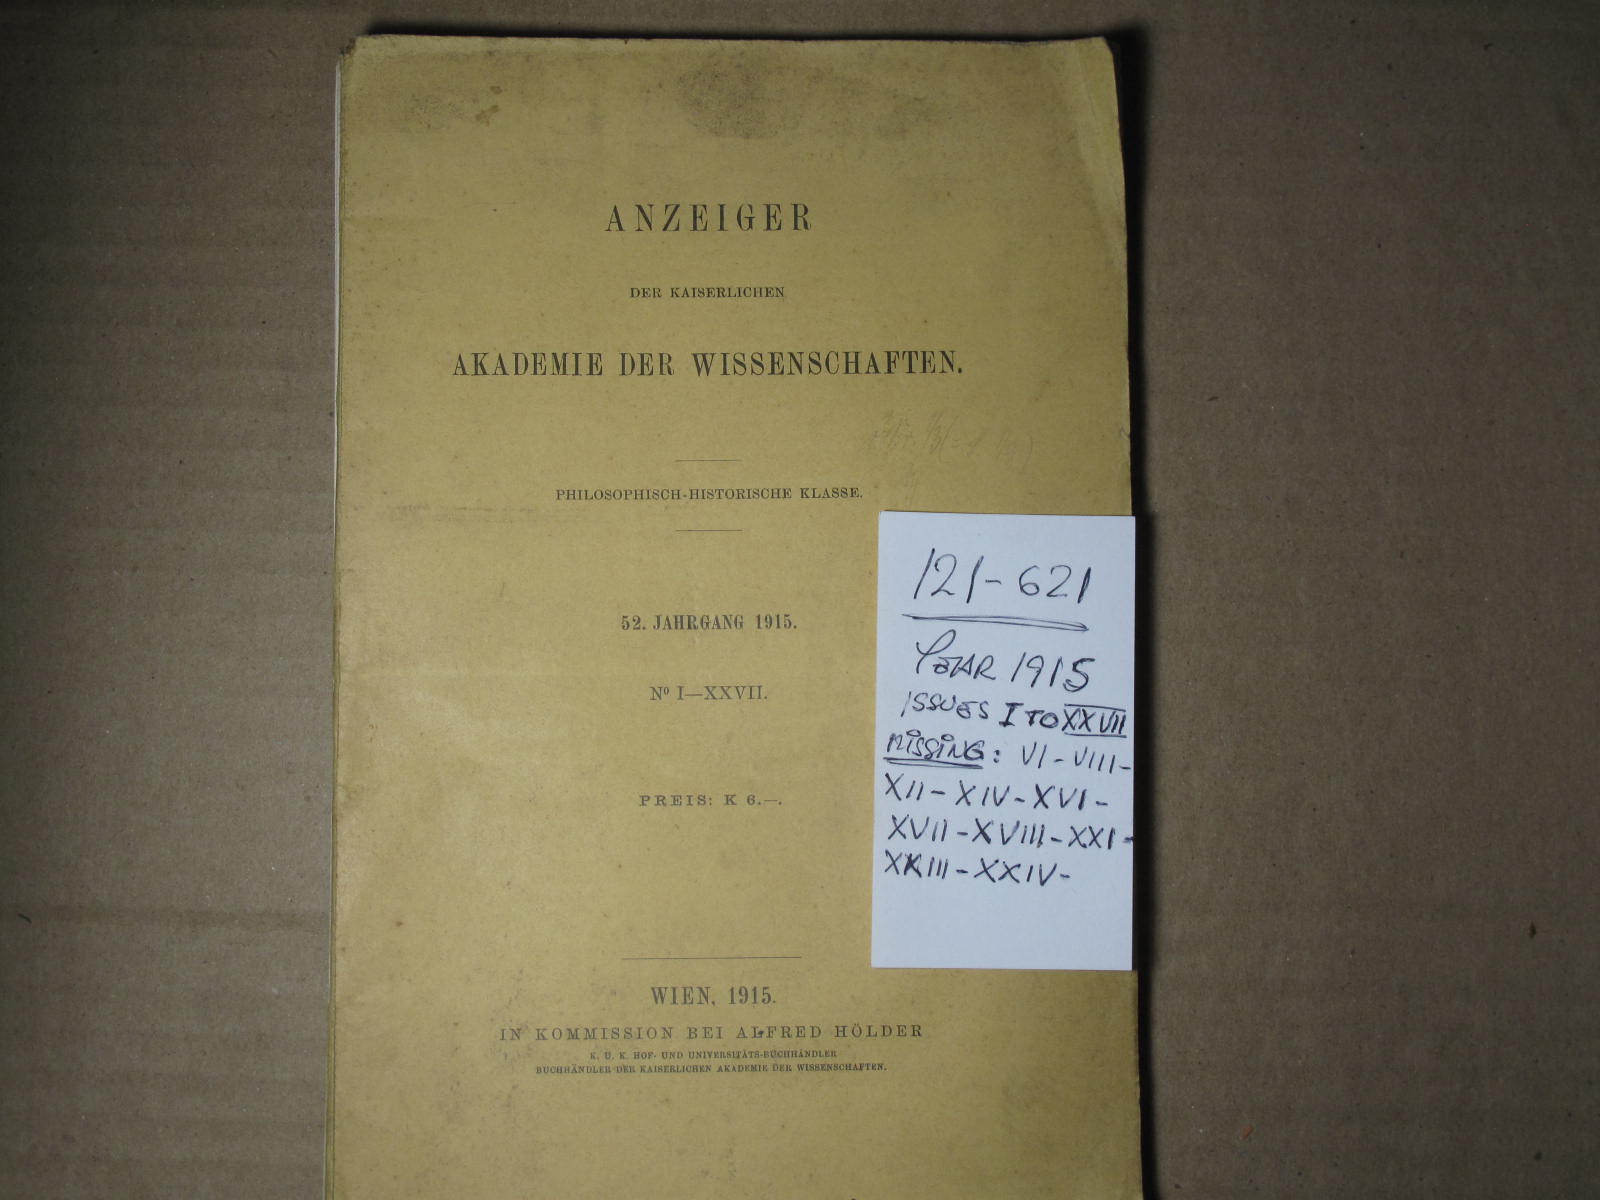 ANZEIGER
DER KAISERLICHEN
AKADEMIE DER WISSENSCHAFTEN.
PHILOSOPHISCH-HISTORISCHE KLASSE.
52. JAHRGANG 1915.
Nº I—XXVII.
PREIS: K 6.—.
WIEN, 1915.
IN KOMMISSION BEI ALFRED HÖLDER
K. U. K. HOF- UND UNIVERSITÄTS-BUCHHÄNDLER
BUCHHÄNDLER DER KAISERLICHEN AKADEMIE DER WISSENSCHAFTEN.
121-621
YEAR 1915
ISSUES I TO XXVII
MISSING: VI - VIII -
XII - XIV - XVI -
XVII - XVIII - XXI -
XXIII - XXIV -